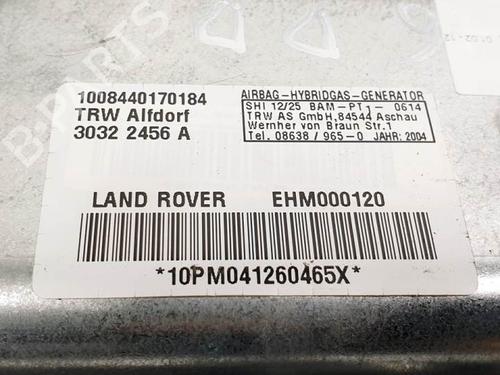 1008440170184
TRW Alfdorf
3032 2456 A
AIRBAG-HYBRIDGAS-GENERATOR
SHI 12/25 BAM-PT1-0614
TRW AS GmbH, 84544 Aschau
Wernher von Braun Str.1
Tel. 08638/965-0 JAHR: 2004
LAND ROVER EHM000120
*10PM041260465X*
B-PARTS